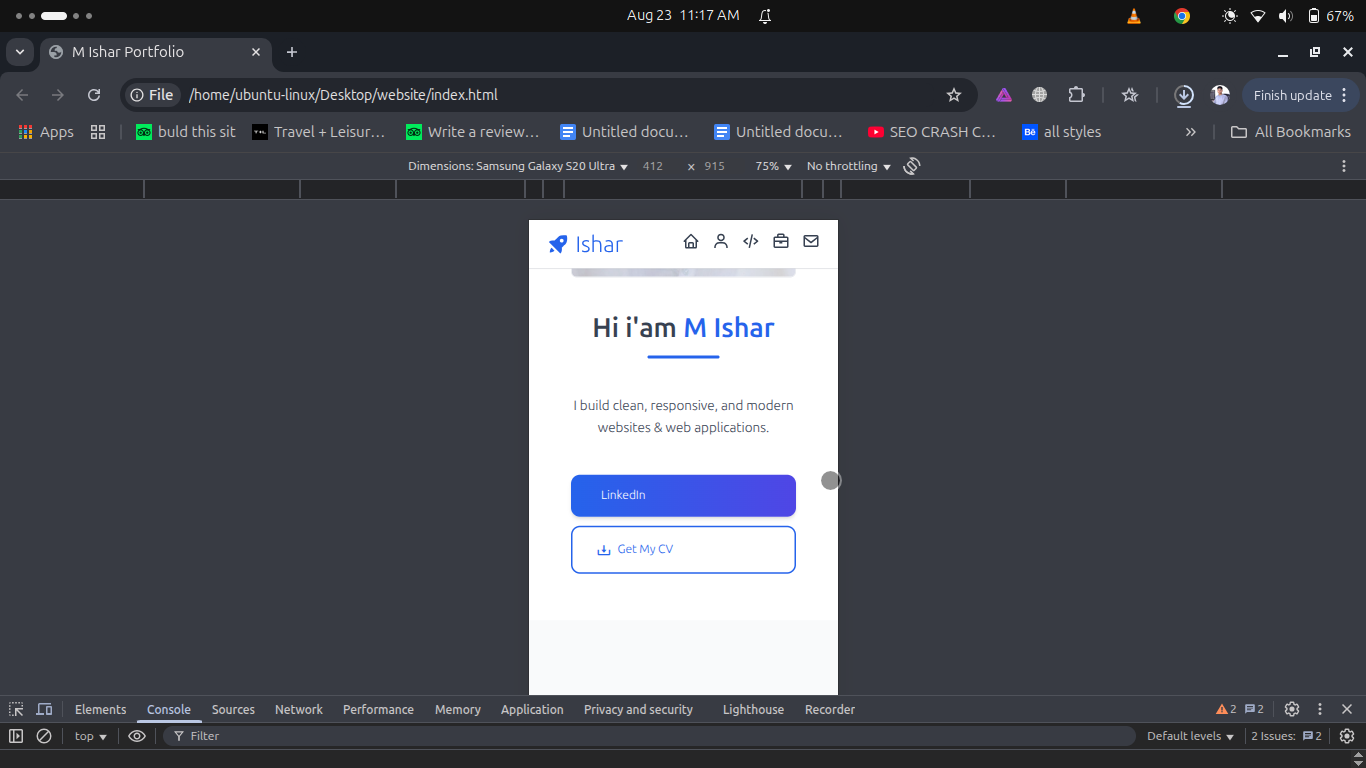 Aug 23 11:17 AM
67%
M Ishar Portfolio
File /home/ubuntu-linux/Desktop/website/index.html
Finish update
Apps
buld this sit
Travel + Leisur...
Write a review...
Untitled docu...
Untitled docu...
SEO CRASH C...
Bē all styles
»
All Bookmarks
Dimensions: Samsung Galaxy S20 Ultra 412 × 915 75% No throttling
Ishar
Hi i'am M Ishar
I build clean, responsive, and modern
websites & web applications.
LinkedIn
Get My CV
Elements Console Sources Network Performance Memory Application Privacy and security Lighthouse Recorder 2 2
top Filter Default levels 2 Issues: 2